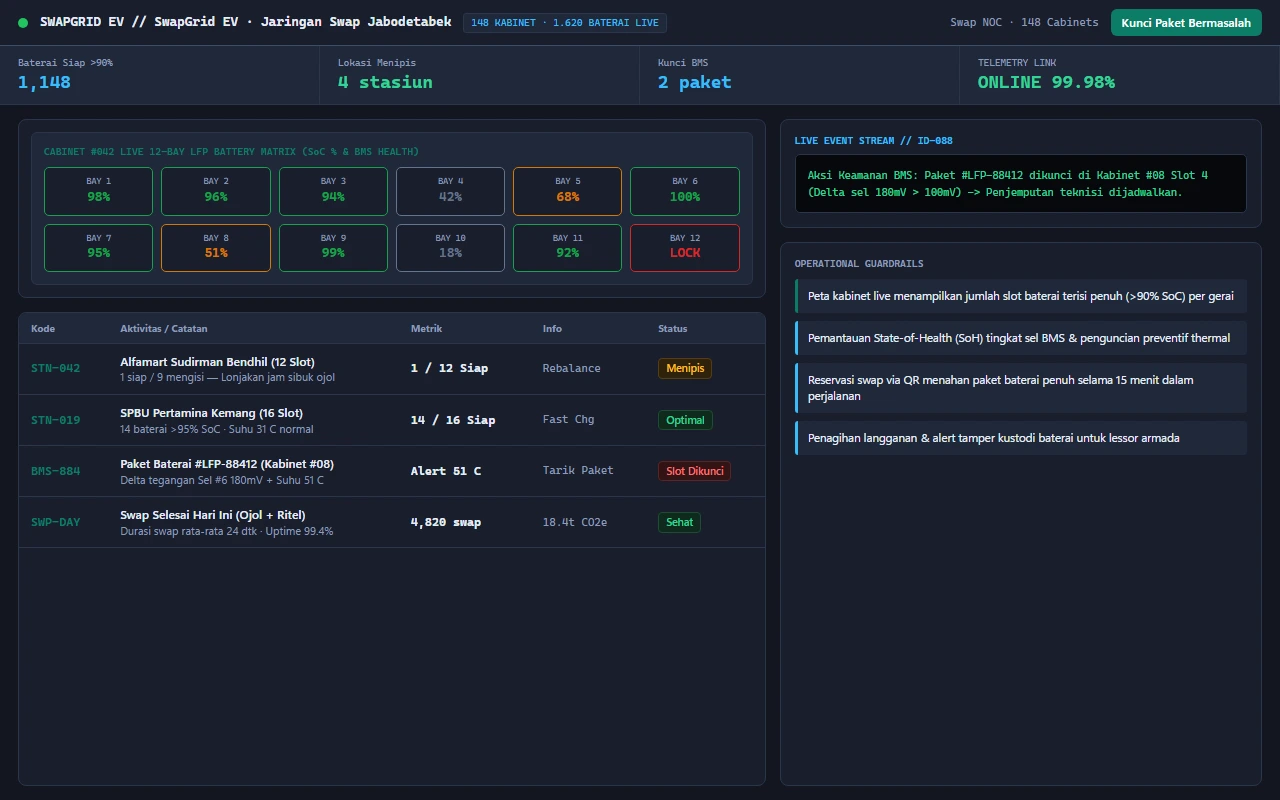 SWAPGRID EV // SwapGrid EV · Jaringan Swap Jabodetabek
148 KABINET · 1.620 BATERAI LIVE
Swap NOC · 148 Cabinets
Kunci Paket Bermasalah
Baterai Siap >90%
1,148
Lokasi Menipis
4 stasiun
Kunci BMS
2 paket
TELEMETRY LINK
ONLINE 99.98%
CABINET #042 LIVE 12-BAY LFP BATTERY MATRIX (SoC % & BMS HEALTH)
BAY 1
98%
BAY 2
96%
BAY 3
94%
BAY 4
42%
BAY 5
68%
BAY 6
100%
BAY 7
95%
BAY 8
51%
BAY 9
99%
BAY 10
18%
BAY 11
92%
BAY 12
LOCK
Kode Aktivitas / Catatan Metrik Info Status
STN-042 Alfamart Sudirman Bendhil (12 Slot) 1 / 12 Siap Rebalance Menipis
1 siap / 9 mengisi — Lonjakan jam sibuk ojol
STN-019 SPBU Pertamina Kemang (16 Slot) 14 / 16 Siap Fast Chg Optimal
14 baterai >95% SoC · Suhu 31 C normal
BMS-884 Paket Baterai #LFP-88412 (Kabinet #08) Alert 51 C Tarik Paket Slot Dikunci
Delta tegangan Sel #6 180mV + Suhu 51 C
SWP-DAY Swap Selesai Hari Ini (Ojol + Ritel) 4,820 swap 18.4t CO2e Sehat
Durasi swap rata-rata 24 dtk · Uptime 99.4%
LIVE EVENT STREAM // ID-088
Aksi Keamanan BMS: Paket #LFP-88412 dikunci di Kabinet #08 Slot 4
(Delta sel 180mV > 100mV) -> Penjemputan teknisi dijadwalkan.
OPERATIONAL GUARDRAILS
Peta kabinet live menampilkan jumlah slot baterai terisi penuh (>90% SoC) per gerai
Pemantauan State-of-Health (SoH) tingkat sel BMS & penguncian preventif thermal
Reservasi swap via QR menahan paket baterai penuh selama 15 menit dalam
perjalanan
Penagihan langganan & alert tamper kustodi baterai untuk lessor armada